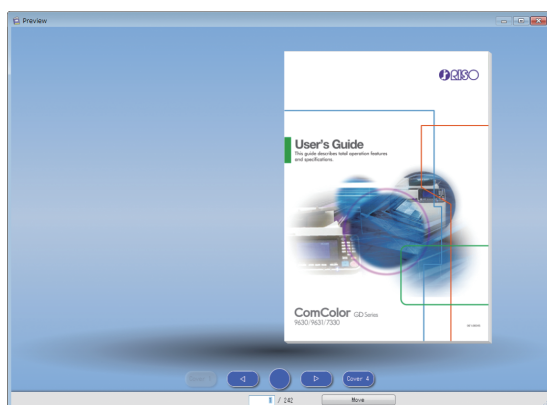 Preview
RISO
User's Guide
This guide describes total operation features
and specifications.
ComColor GD Series
9630/9631/7330
Cover 4
/ 242
Move